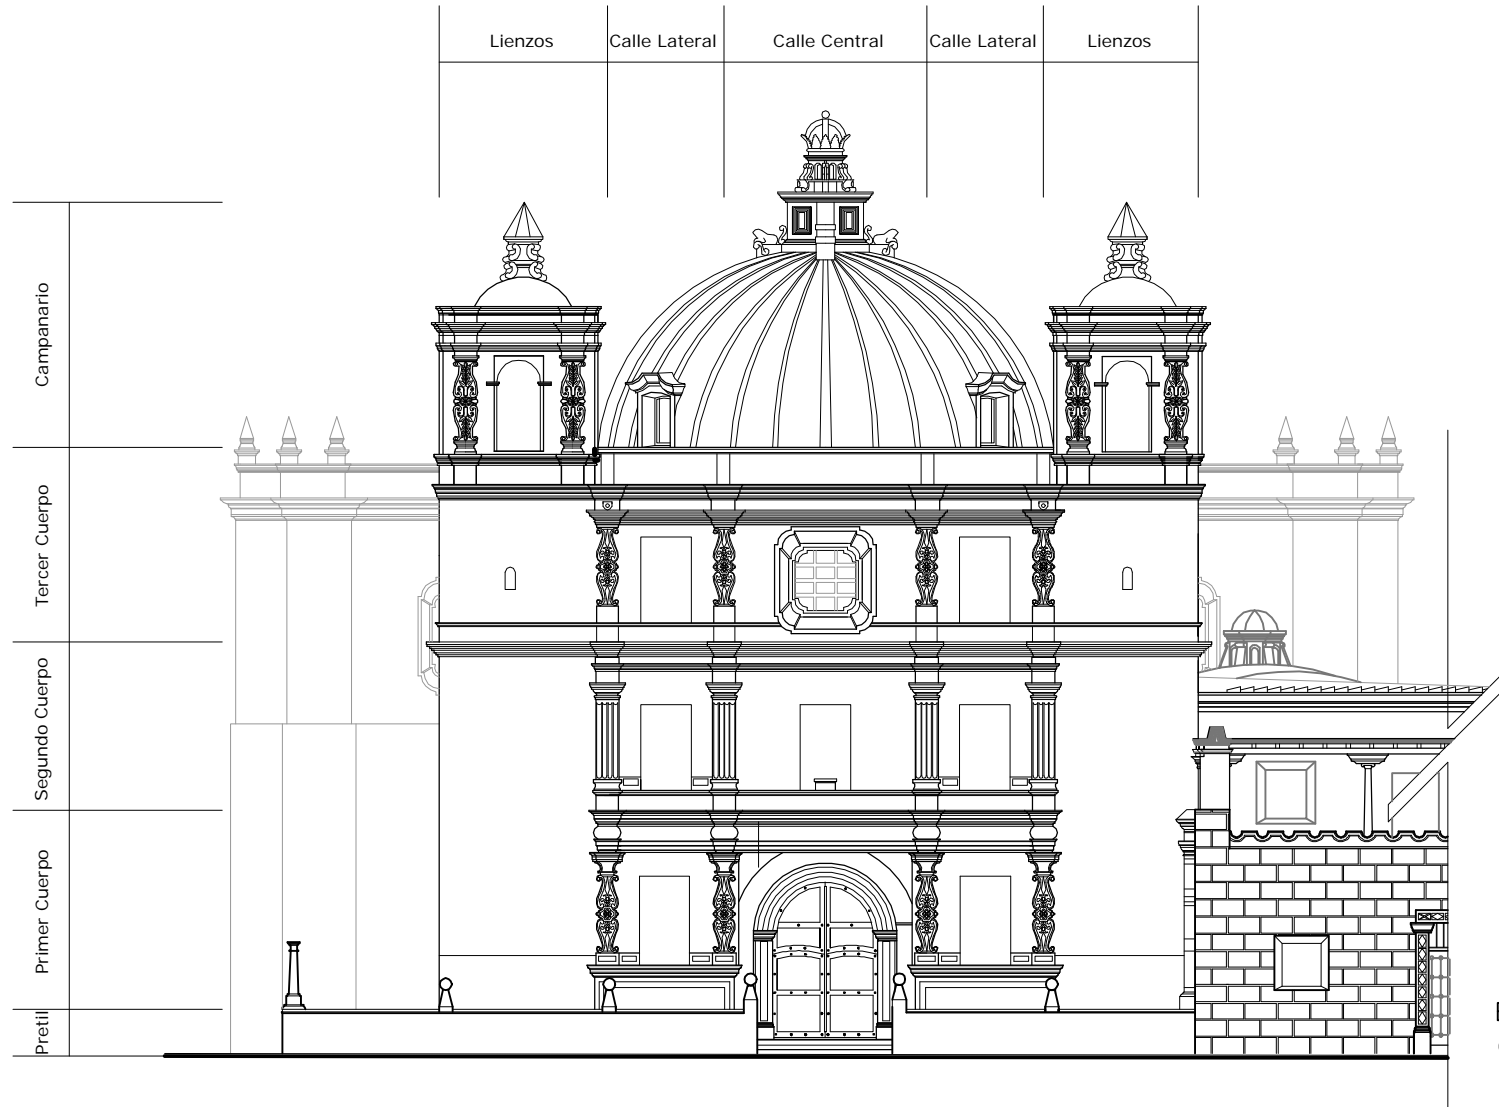 Lienzos
Calle Lateral
Calle Central
Calle Lateral
Lienzos
Campanario
Tercer Cuerpo
Segundo Cuerpo
Primer Cuerpo
Pretil